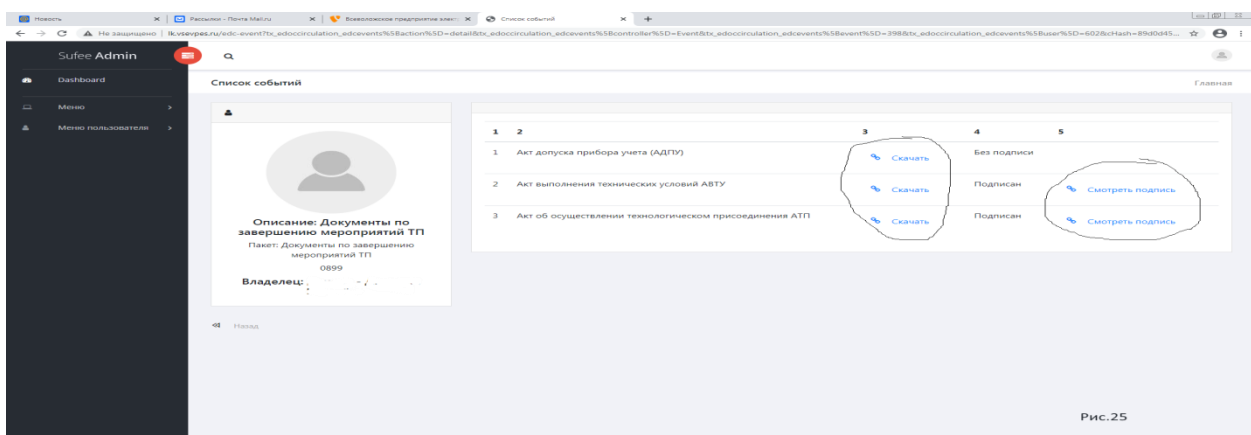 Новость
Рассылки - Почта Mail.ru
Всеволожское предприятие элект
Список событий
Не защищено | lk.vsevpes.ru/edc-event?tx_edoccirculation_edcevents%5Baction%5D=detail&tx_edoccirculation_edcevents%5Bcontroller%5D=Event&tx_edoccirculation_edcevents%5Bevent%5D=398&tx_edoccirculation_edcevents%5Buser%5D=602&cHash=89d0d45...
Sufee Admin
Dashboard
Меню
Меню пользователя
Список событий
Главная
Описание: Документы по
завершению мероприятий ТП
Пакет: Документы по завершению
мероприятий ТП
0899
Владелец:
Назад
1 2 3 4 5
1 Акт допуска прибора учета (АДПУ) Скачать Без подписи
2 Акт выполнения технических условий АВТУ Скачать Подписан Смотреть подпись
3 Акт об осуществлении технологическом присоединения АТП Скачать Подписан Смотреть подпись
Рис.25